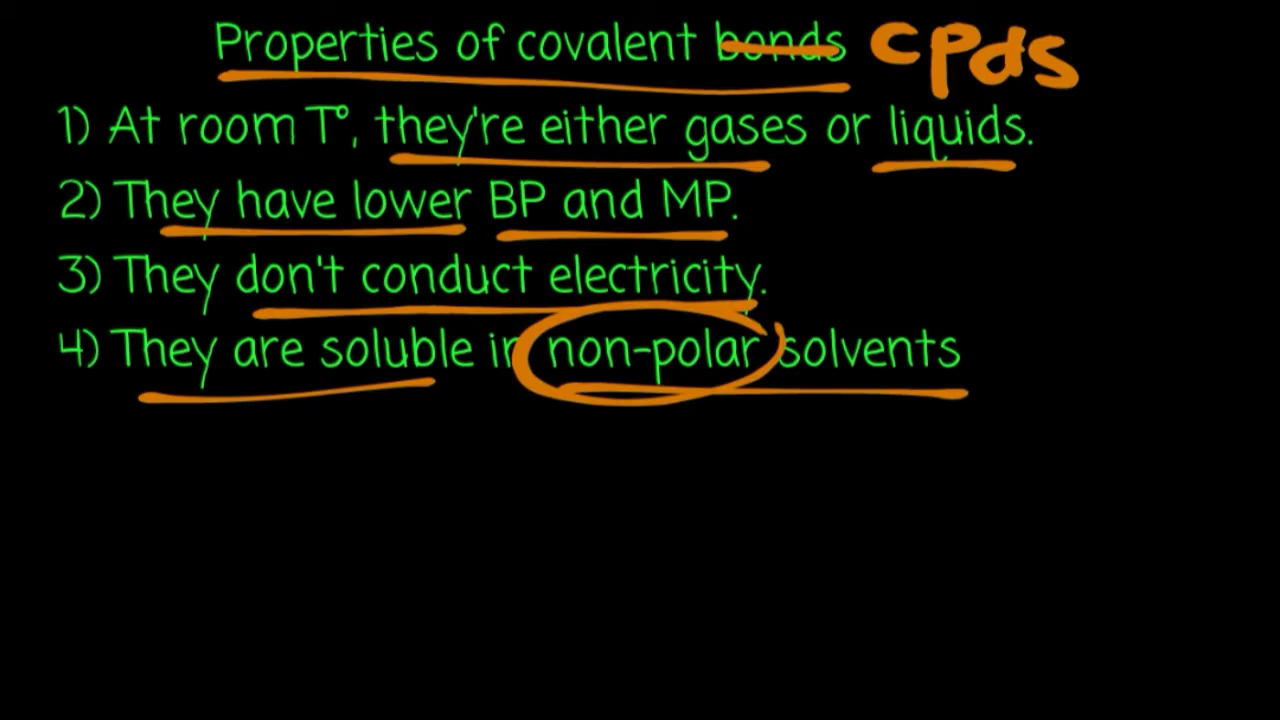 Properties of covalent bonds cpds
1) At room T°, they're either gases or liquids.
2) They have lower BP and MP.
3) They don't conduct electricity.
4) They are soluble in non-polar solvents